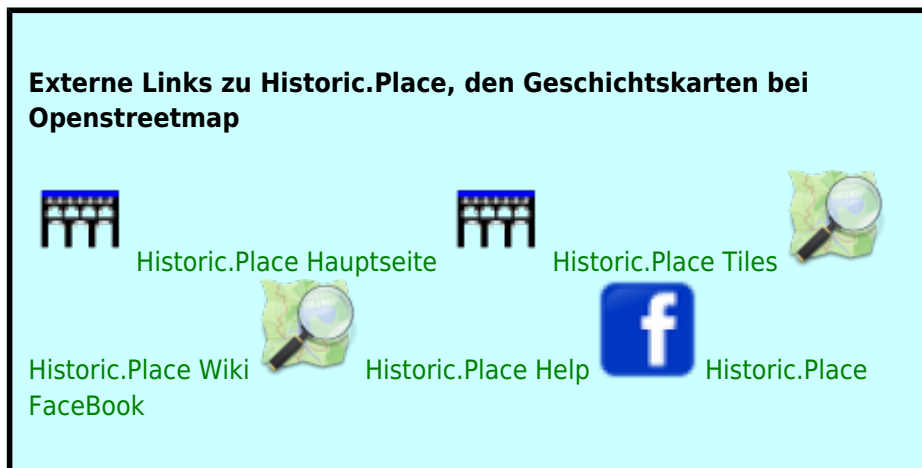 Externe Links zu Historic.Place, den Geschichtskarten bei
Openstreetmap
Historic.Place Hauptseite Historic.Place Tiles
Historic.Place Wiki Historic.Place Help Historic.Place
FaceBook